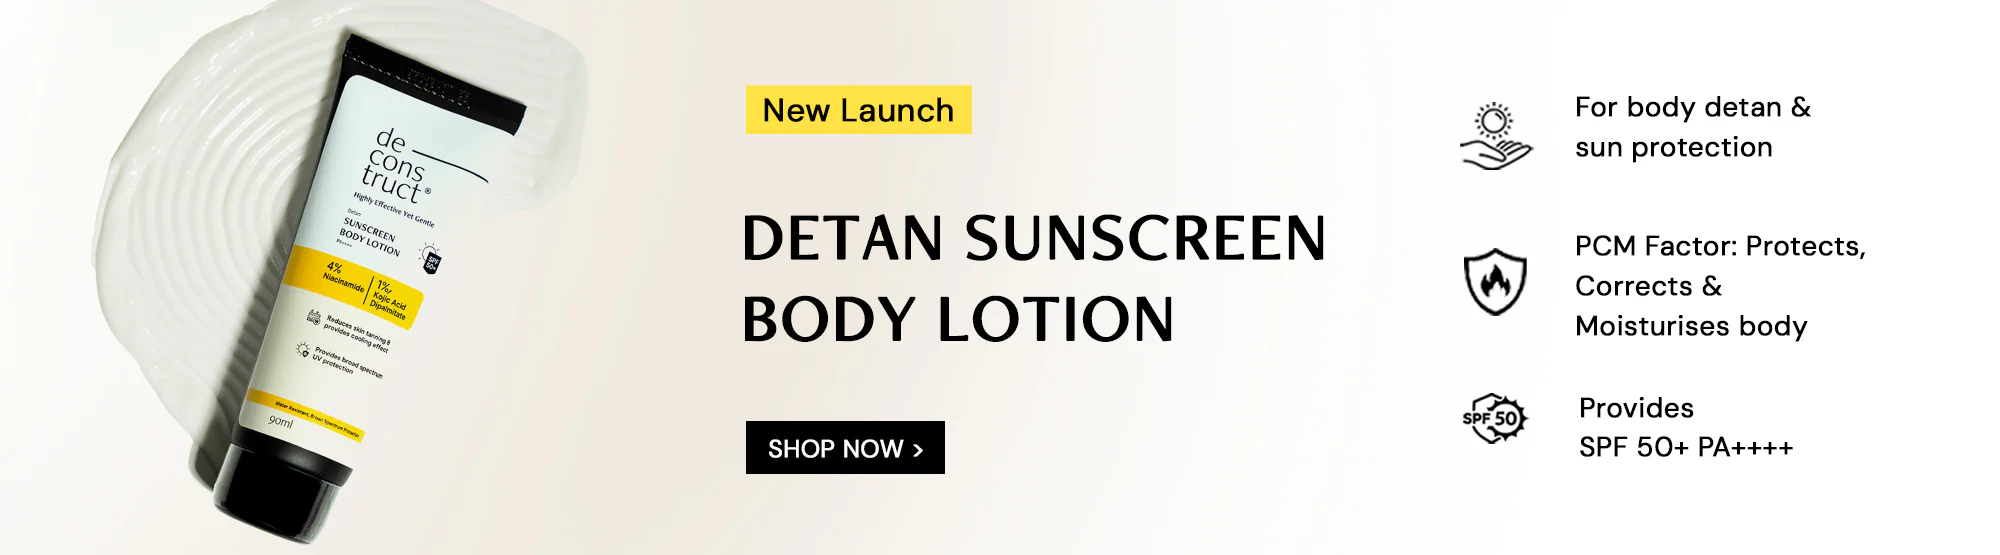 de
cons
truct®
Highly Effective Yet Gentle
Detan
SUNSCREEN
BODY LOTION
PA++++
SPF
50+
4%
Niacinamide
1%
Kojic Acid
Dipalmitate
Reduces skin tanning &
provides cooling effect
Provides broad spectrum
UV protection
Water Resistant, Broad Spectrum Protection
90ml
New Launch
DETAN SUNSCREEN
BODY LOTION
SHOP NOW >
For body detan &
sun protection
PCM Factor: Protects,
Corrects &
Moisturises body
SPF 50
Provides
SPF 50+ PA++++